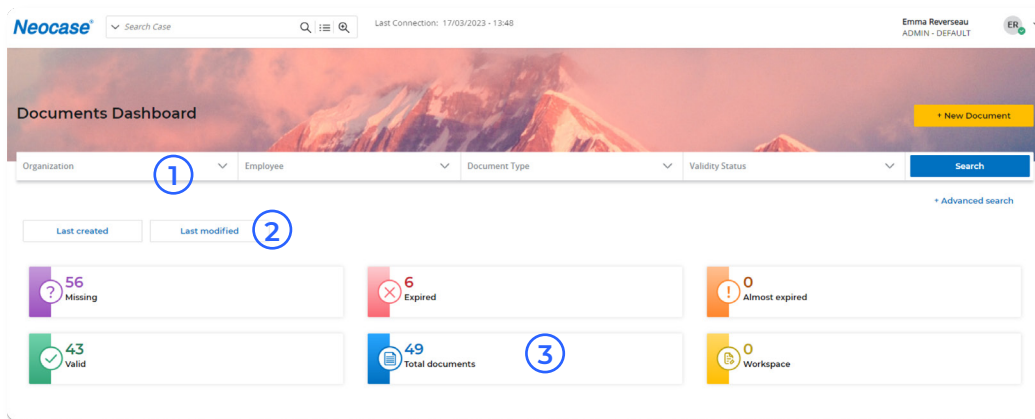 Neocase®
Search Case
Last Connection: 17/03/2023 - 13:48
Emma Reverseau
ADMIN - DEFAULT
ER
Documents Dashboard
+ New Document
Organization
1
Employee
Document Type
Validity Status
Search
+ Advanced search
Last created
Last modified
2
56
Missing
6
Expired
0
Almost expired
43
Valid
49
Total documents
3
0
Workspace